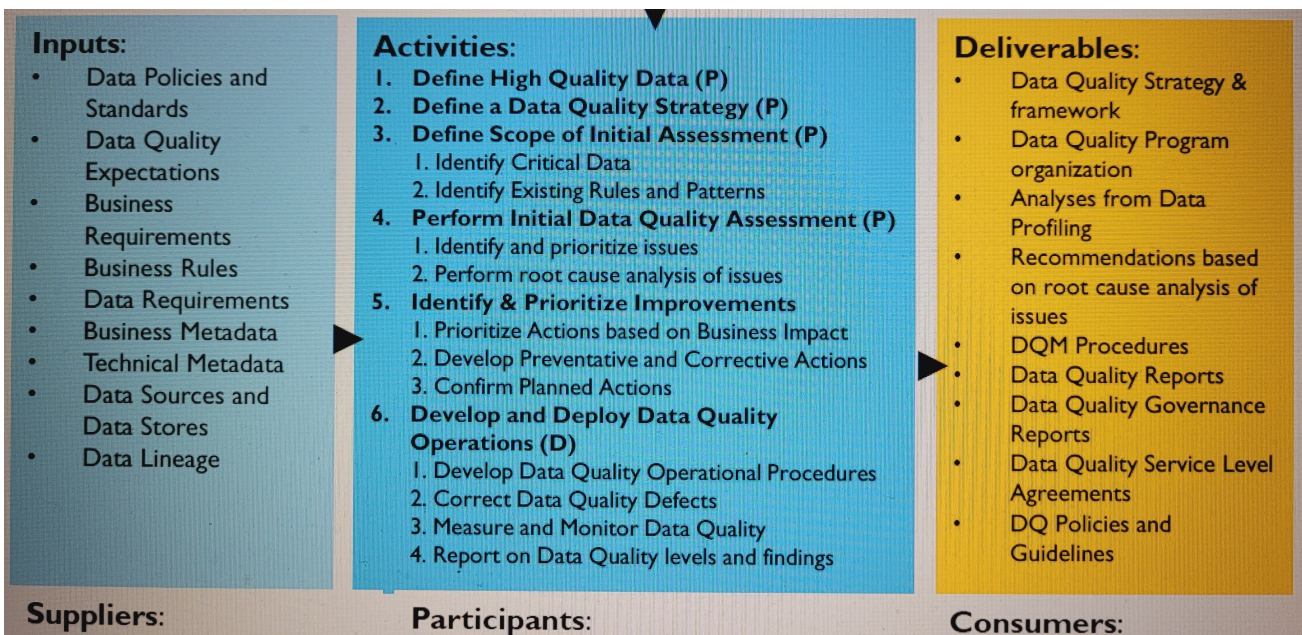 Inputs:
• Data Policies and
Standards
• Data Quality
Expectations
• Business
Requirements
• Business Rules
• Data Requirements
• Business Metadata
• Technical Metadata
• Data Sources and
Data Stores
• Data Lineage
Activities:
1. Define High Quality Data (P)
2. Define a Data Quality Strategy (P)
3. Define Scope of Initial Assessment (P)
1. Identify Critical Data
2. Identify Existing Rules and Patterns
4. Perform Initial Data Quality Assessment (P)
1. Identify and prioritize issues
2. Perform root cause analysis of issues
5. Identify & Prioritize Improvements
1. Prioritize Actions based on Business Impact
2. Develop Preventative and Corrective Actions
3. Confirm Planned Actions
6. Develop and Deploy Data Quality
Operations (D)
1. Develop Data Quality Operational Procedures
2. Correct Data Quality Defects
3. Measure and Monitor Data Quality
4. Report on Data Quality levels and findings
Deliverables:
• Data Quality Strategy &
framework
• Data Quality Program
organization
• Analyses from Data
Profiling
• Recommendations based
on root cause analysis of
issues
• DQM Procedures
• Data Quality Reports
• Data Quality Governance
Reports
• Data Quality Service Level
Agreements
• DQ Policies and
Guidelines
Suppliers:
Participants:
Consumers: